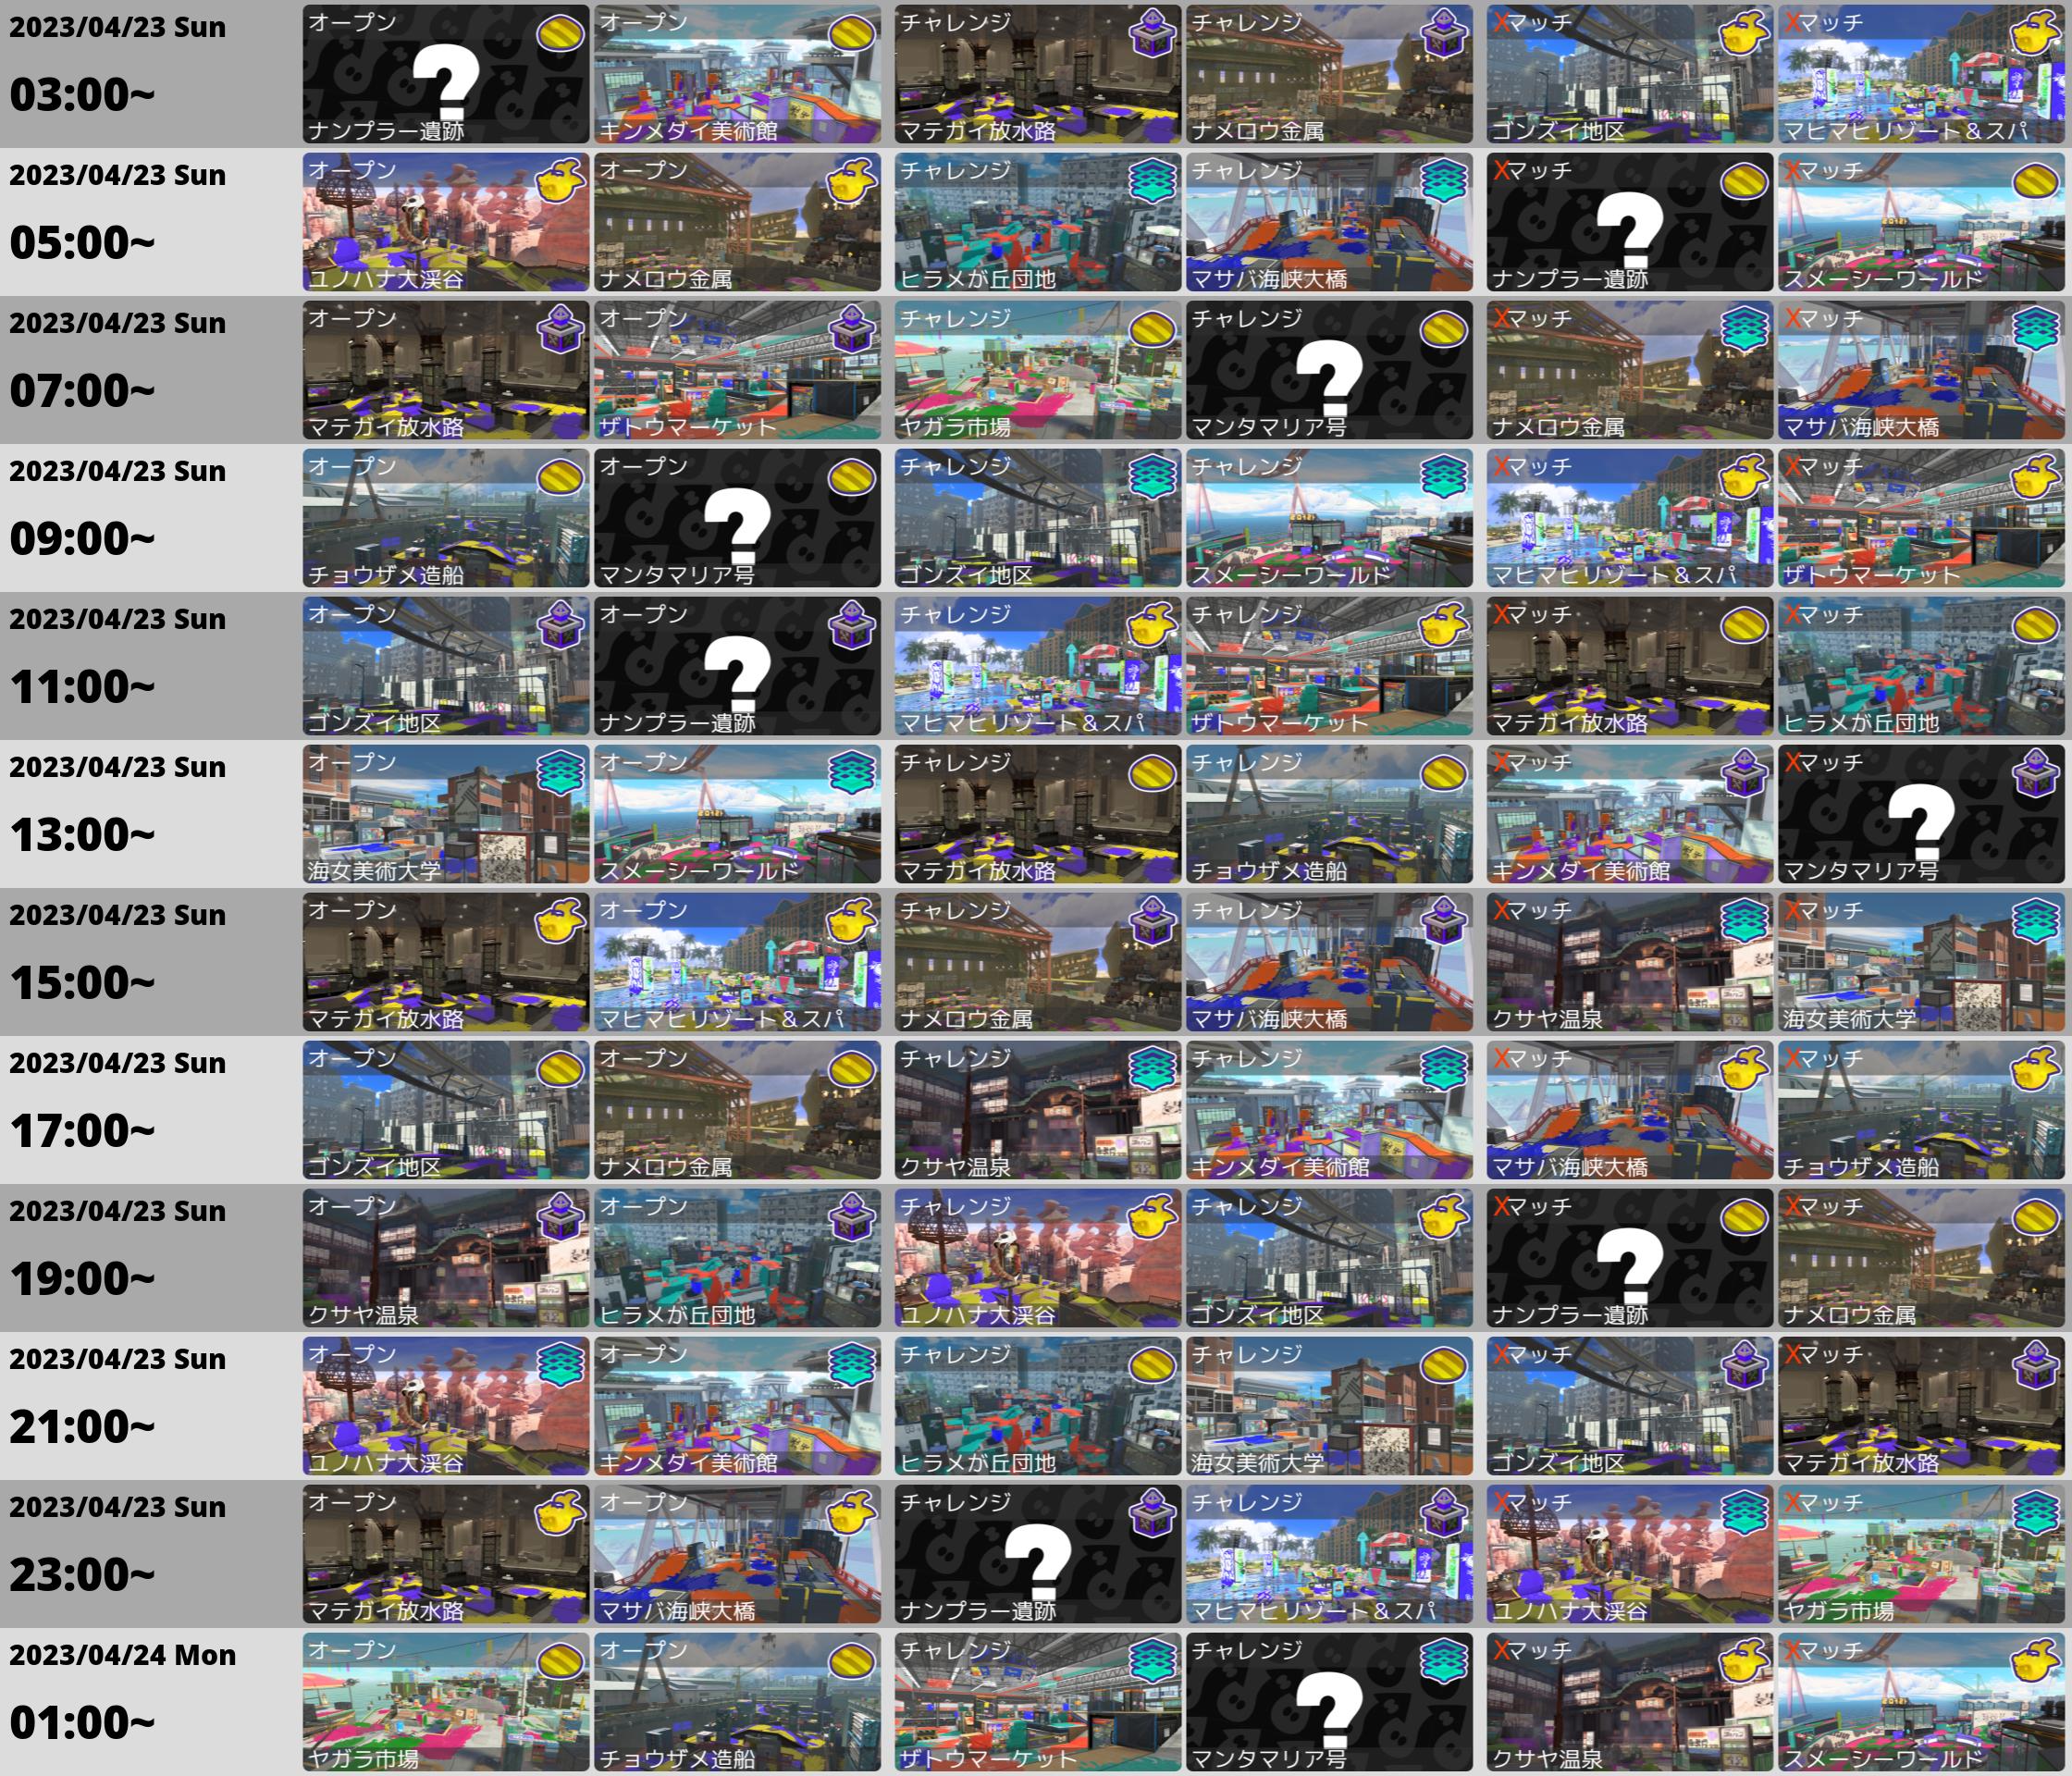 2023/04/23 Sun
03:00~
オープン
ナンプラー遺跡
オープン
キンメダイ美術館
チャレンジ
マテガイ放水路
チャレンジ
ナメロウ金属
Xマッチ
ゴンズイ地区
Xマッチ
マヒマヒリゾート＆スパ
2023/04/23 Sun
05:00~
オープン
ユノハナ大渓谷
オープン
ナメロウ金属
チャレンジ
ヒラメが丘団地
チャレンジ
マサバ海峡大橋
Xマッチ
ナンプラー遺跡
Xマッチ
スメーシーワールド
2023/04/23 Sun
07:00~
オープン
マテガイ放水路
オープン
ザトウマーケット
チャレンジ
ヤガラ市場
チャレンジ
マンタマリア号
Xマッチ
ナメロウ金属
Xマッチ
マサバ海峡大橋
2023/04/23 Sun
09:00~
オープン
チョウザメ造船
オープン
マンタマリア号
チャレンジ
ゴンズイ地区
チャレンジ
スメーシーワールド
Xマッチ
マヒマヒリゾート＆スパ
Xマッチ
ザトウマーケット
2023/04/23 Sun
11:00~
オープン
ゴンズイ地区
オープン
ナンプラー遺跡
チャレンジ
マヒマヒリゾート＆スパ
チャレンジ
ザトウマーケット
Xマッチ
マテガイ放水路
Xマッチ
ヒラメが丘団地
2023/04/23 Sun
13:00~
オープン
海女美術大学
オープン
スメーシーワールド
チャレンジ
マテガイ放水路
チャレンジ
チョウザメ造船
Xマッチ
キンメダイ美術館
Xマッチ
マンタマリア号
2023/04/23 Sun
15:00~
オープン
マテガイ放水路
オープン
マヒマヒリゾート＆スパ
チャレンジ
ナメロウ金属
チャレンジ
マサバ海峡大橋
Xマッチ
クサヤ温泉
Xマッチ
海女美術大学
2023/04/23 Sun
17:00~
オープン
ゴンズイ地区
オープン
ナメロウ金属
チャレンジ
クサヤ温泉
チャレンジ
キンメダイ美術館
Xマッチ
マサバ海峡大橋
Xマッチ
チョウザメ造船
2023/04/23 Sun
19:00~
オープン
クサヤ温泉
オープン
ヒラメが丘団地
チャレンジ
ユノハナ大渓谷
チャレンジ
ゴンズイ地区
Xマッチ
ナンプラー遺跡
Xマッチ
ナメロウ金属
2023/04/23 Sun
21:00~
オープン
ユノハナ大渓谷
オープン
キンメダイ美術館
チャレンジ
ヒラメが丘団地
チャレンジ
海女美術大学
Xマッチ
ゴンズイ地区
Xマッチ
マテガイ放水路
2023/04/23 Sun
23:00~
オープン
マテガイ放水路
オープン
マサバ海峡大橋
チャレンジ
ナンプラー遺跡
チャレンジ
マヒマヒリゾート＆スパ
Xマッチ
ユノハナ大渓谷
Xマッチ
ヤガラ市場
2023/04/24 Mon
01:00~
オープン
ヤガラ市場
オープン
チョウザメ造船
チャレンジ
ザトウマーケット
チャレンジ
マンタマリア号
Xマッチ
クサヤ温泉
Xマッチ
スメーシーワールド